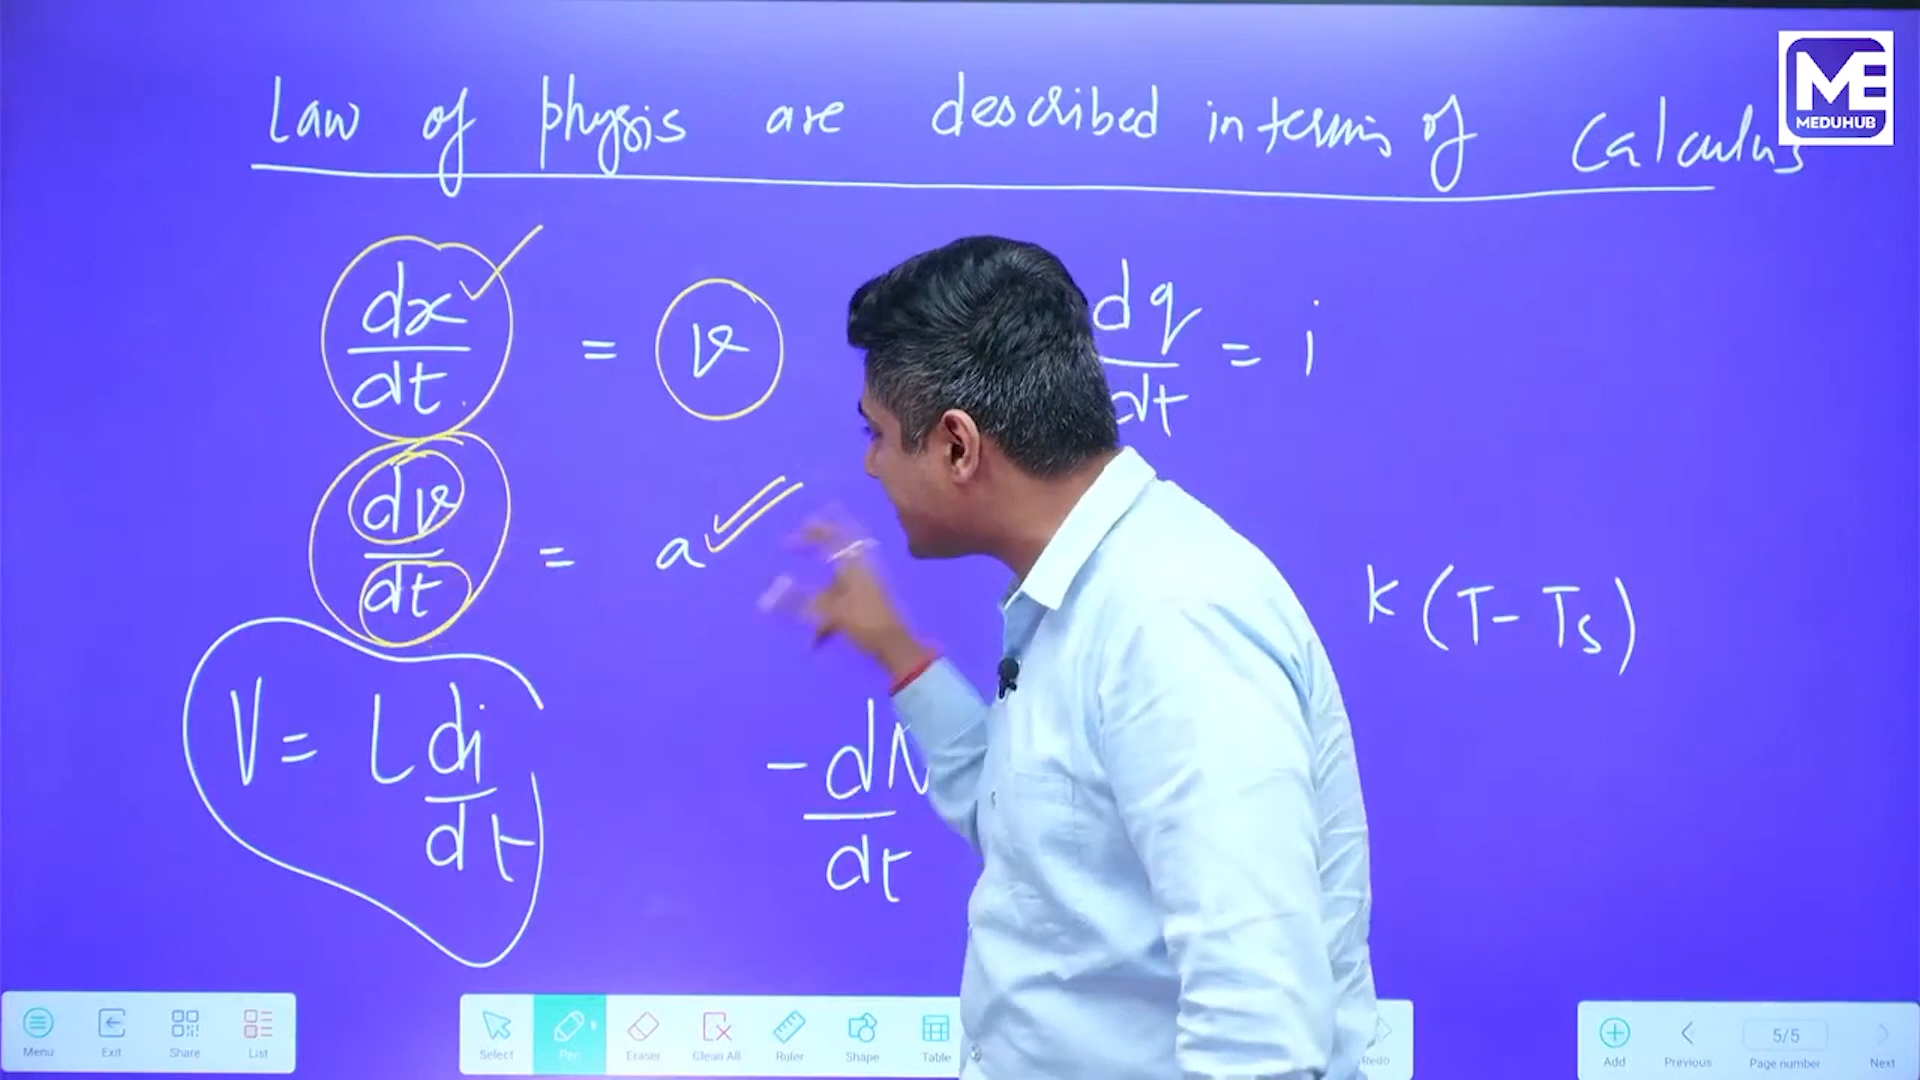 ME
MEDUHUB
Law of physis are described in terms of Calculus
dx
dt
= v
dq
dt
= i
dv
dt
= a
K (T - Ts)
V = L di
dt
- dN
dt
Menu
Exit
Share
List
Select
Pen
Eraser
Clean All
Ruler
Shape
Table
Redo
Add
Previous
5/5
Page number
Next